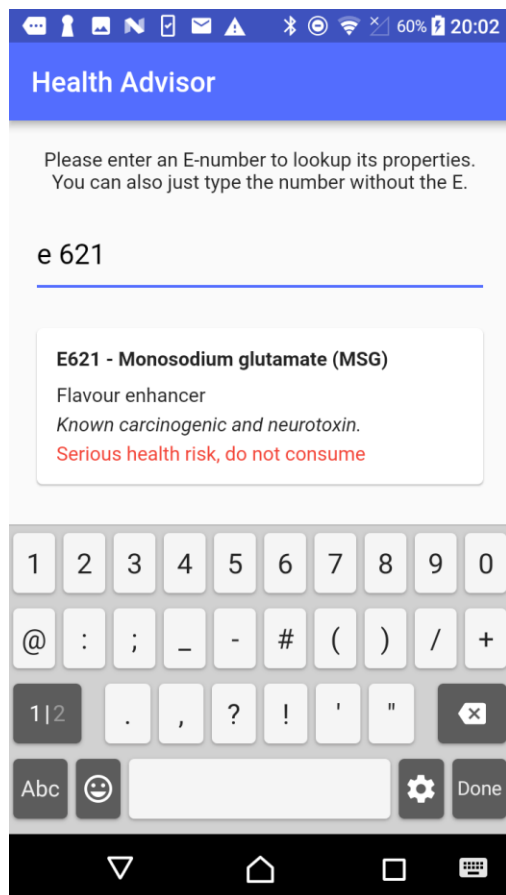 60% 20:02
Health Advisor
Please enter an E-number to lookup its properties.
You can also just type the number without the E.
e 621
E621 - Monosodium glutamate (MSG)
Flavour enhancer
Known carcinogenic and neurotoxin.
Serious health risk, do not consume
1 2 3 4 5 6 7 8 9 0
@ : ; _ - # ( ) / +
1|2 . , ? ! ' "
Abc Done